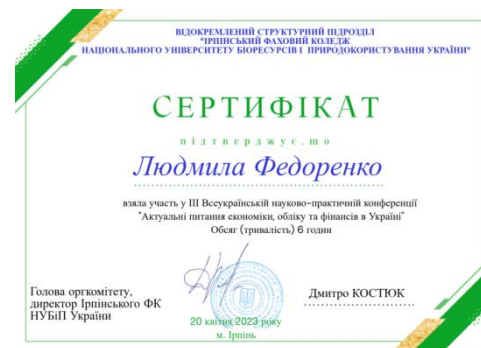 ВІДОКРЕМЛЕНИЙ СТРУКТУРНИЙ ПІДРОЗДІЛ
"ІРПІНСЬКИЙ ФАХОВИЙ КОЛЕДЖ
НАЦІОНАЛЬНОГО УНІВЕРСИТЕТУ БІОРЕСУРСІВ І ПРИРОДОКОРИСТУВАННЯ УКРАЇНИ"
СЕРТИФІКАТ
підтверджує, що
Людмила Федоренко
взяла участь у ІІІ Всеукраїнській науково-практичній конференції
"Актуальні питання економіки, обліку та фінансів в Україні"
Обсяг (тривалість) 6 годин
Голова оргкомітету,
директор Ірпінського ФК
НУБіП України
Дмитро КОСТЮК
20 квітня 2023 року
м. Ірпінь